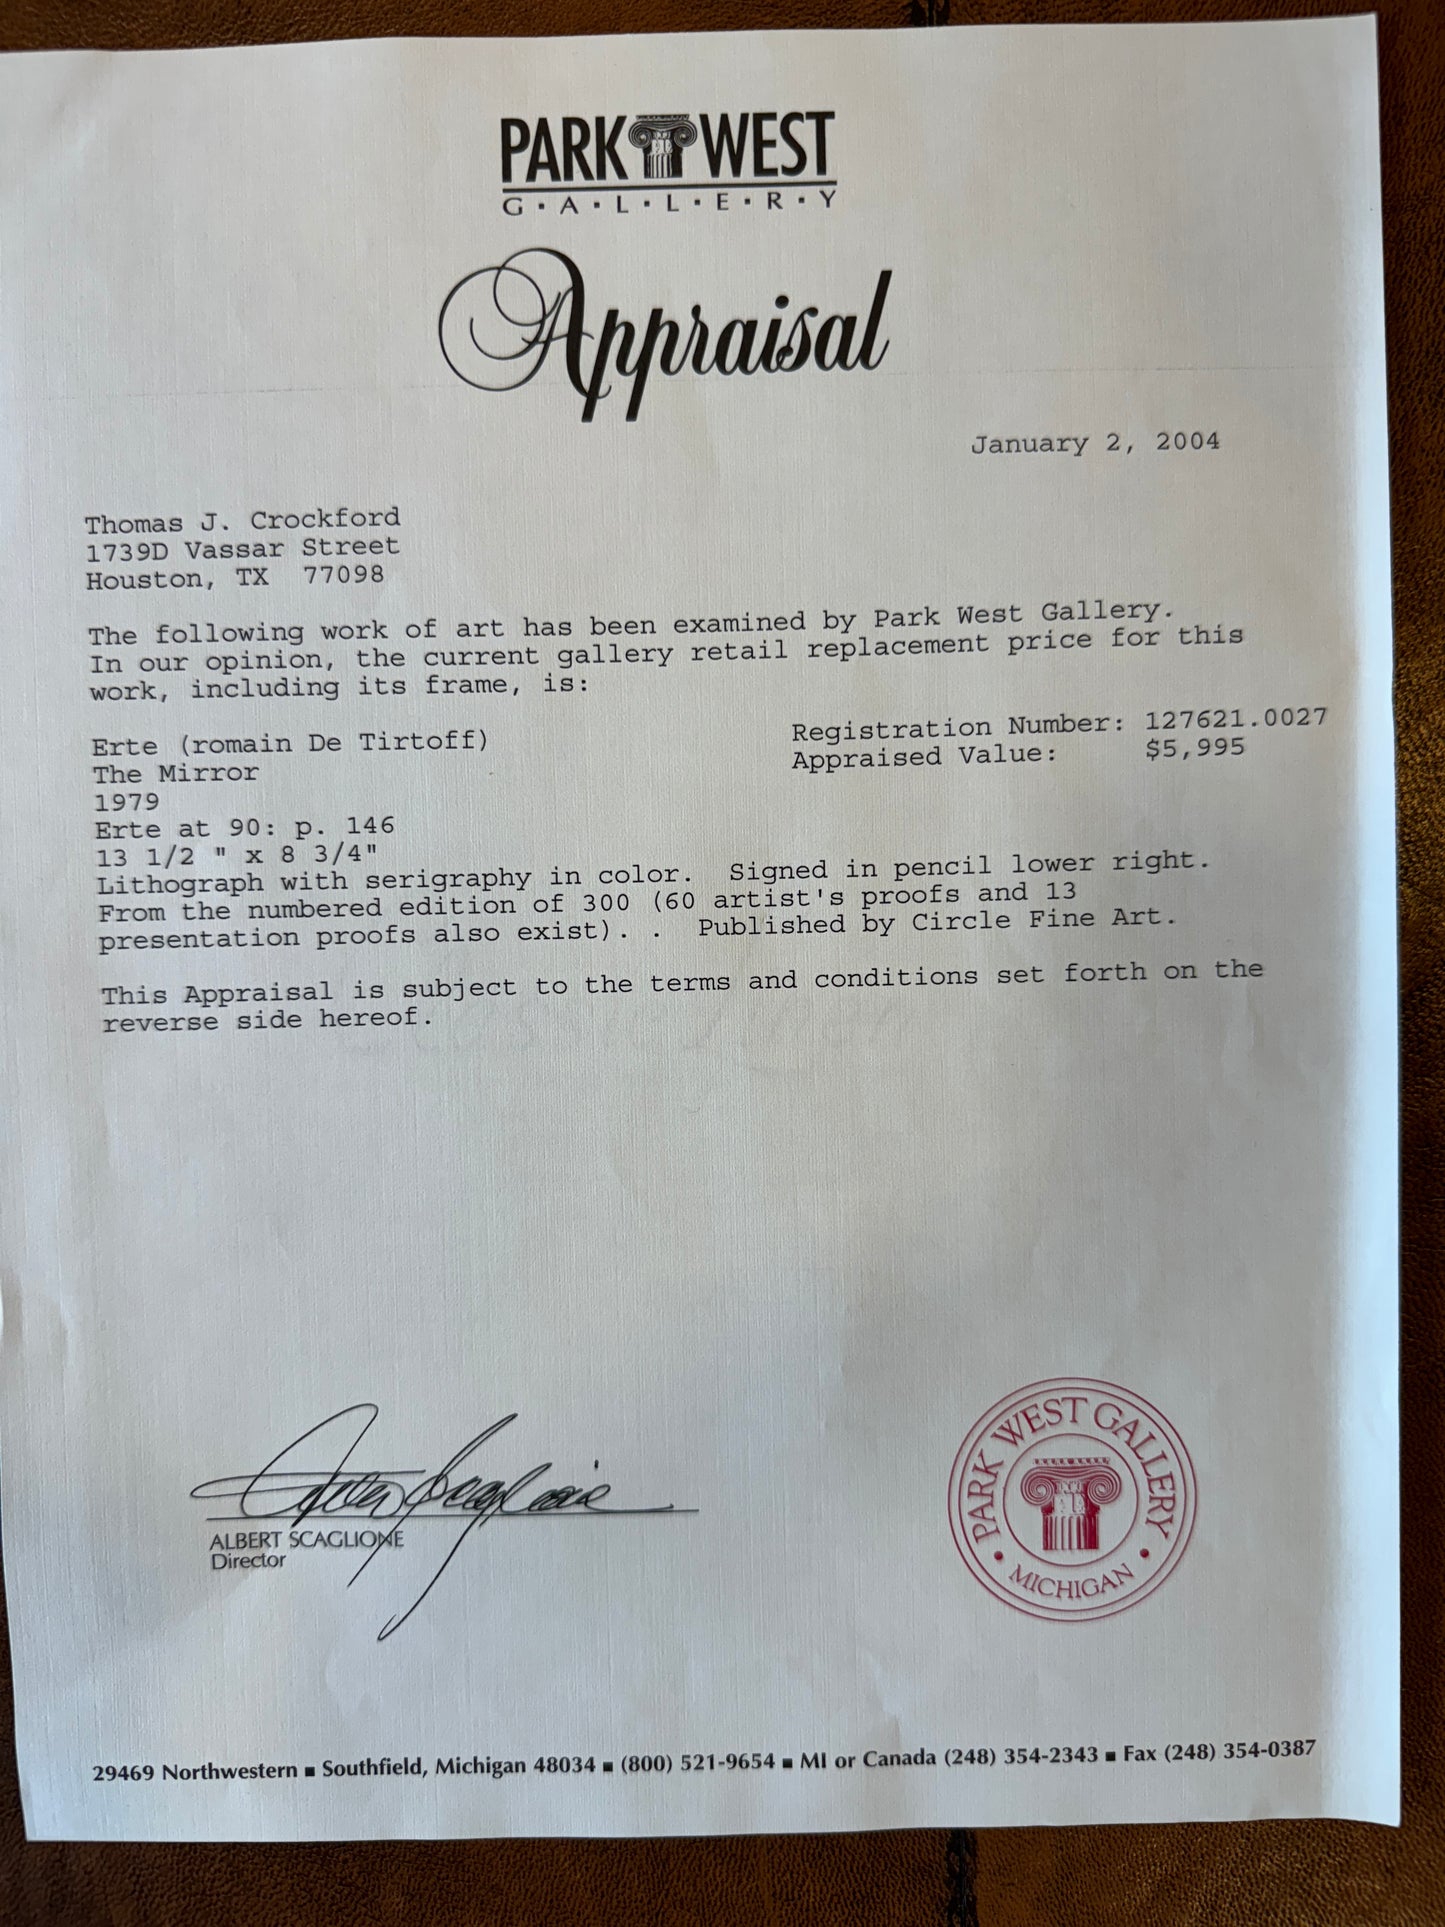 PARK WEST
G·A·L·L·E·R·Y
Appraisal
January 2, 2004
Thomas J. Crockford
1739D Vassar Street
Houston, TX  77098
The following work of art has been examined by Park West Gallery.
In our opinion, the current gallery retail replacement price for this
work, including its frame, is:
Erte (romain De Tirtoff)
Registration Number: 127621.0027
The Mirror
Appraised Value: $5,995
1979
Erte at 90: p. 146
13 1/2 " x 8 3/4"
Lithograph with serigraphy in color.  Signed in pencil lower right.
From the numbered edition of 300 (60 artist's proofs and 13
presentation proofs also exist). .  Published by Circle Fine Art.
This Appraisal is subject to the terms and conditions set forth on the
reverse side hereof.
Albert Scaglione
ALBERT SCAGLIONE
Director
PARK WEST GALLERY
• MICHIGAN •
29469 Northwestern ■ Southfield, Michigan 48034 ■ (800) 521-9654 ■ MI or Canada (248) 354-2343 ■ Fax (248) 354-0387